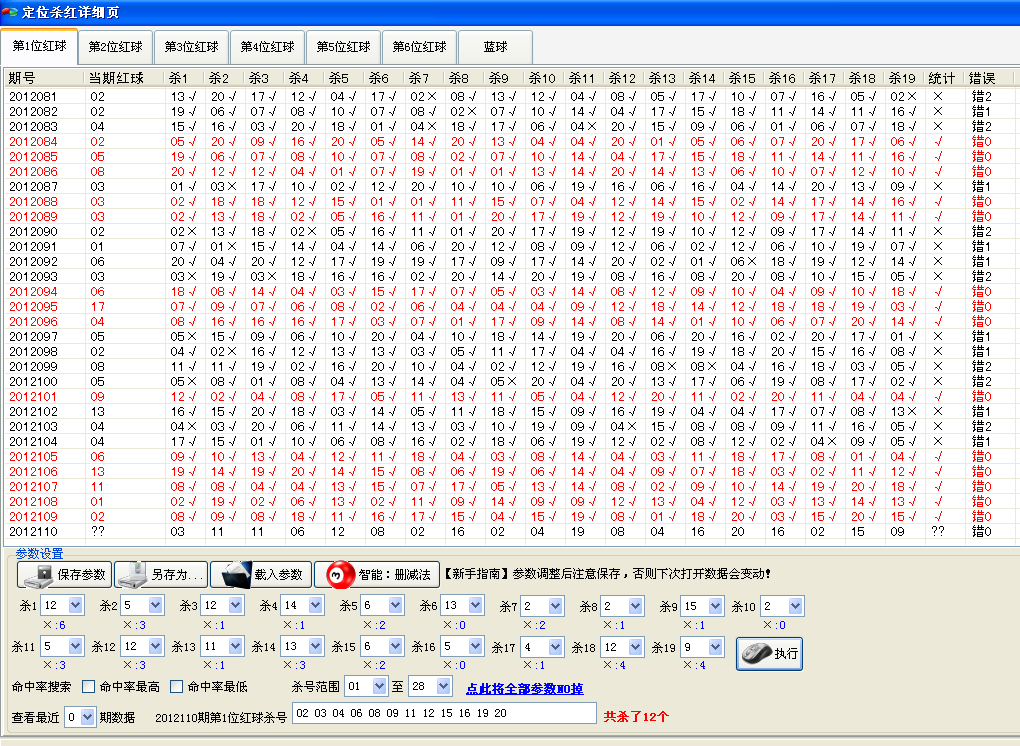 定位杀红详细页
第1位红球 第2位红球 第3位红球 第4位红球 第5位红球 第6位红球 蓝球
期号 当期红球 杀1 杀2 杀3 杀4 杀5 杀6 杀7 杀8 杀9 杀10 杀11 杀12 杀13 杀14 杀15 杀16 杀17 杀18 杀19 统计 错误
2012081 02 13√ 20√ 17√ 12√ 04√ 17√ 02× 08√ 13√ 12√ 04√ 08√ 05√ 17√ 10√ 07√ 16√ 05√ 02× × 错2
2012082 02 19√ 06√ 07√ 08√ 10√ 07√ 08√ 02× 07√ 10√ 14√ 04√ 17√ 15√ 18√ 11√ 14√ 11√ 16√ × 错1
2012083 04 15√ 16√ 03√ 20√ 18√ 01√ 04× 18√ 17√ 06√ 04× 20√ 15√ 09√ 06√ 01√ 06√ 07√ 18√ × 错2
2012084 02 05√ 20√ 09√ 16√ 20√ 05√ 14√ 20√ 13√ 04√ 04√ 20√ 01√ 05√ 06√ 07√ 20√ 17√ 06√ √ 错0
2012085 05 19√ 06√ 07√ 08√ 10√ 07√ 08√ 02√ 07√ 10√ 14√ 04√ 17√ 15√ 18√ 11√ 14√ 11√ 16√ √ 错0
2012086 08 20√ 12√ 12√ 04√ 01√ 07√ 19√ 01√ 01√ 13√ 14√ 20√ 14√ 13√ 06√ 10√ 07√ 12√ 10√ √ 错0
2012087 03 01√ 03× 17√ 10√ 02√ 12√ 20√ 10√ 10√ 06√ 19√ 16√ 06√ 16√ 04√ 14√ 20√ 13√ 09√ × 错1
2012088 03 02√ 18√ 18√ 12√ 15√ 01√ 01√ 11√ 15√ 07√ 04√ 12√ 14√ 15√ 02√ 14√ 17√ 14√ 16√ √ 错0
2012089 03 02√ 13√ 18√ 02√ 05√ 16√ 11√ 01√ 20√ 17√ 19√ 12√ 19√ 10√ 12√ 09√ 17√ 14√ 11√ √ 错0
2012090 02 02× 13√ 18√ 02× 05√ 16√ 11√ 01√ 20√ 17√ 19√ 12√ 19√ 10√ 12√ 09√ 17√ 14√ 11√ × 错2
2012091 01 07√ 01× 15√ 14√ 04√ 14√ 06√ 20√ 12√ 08√ 09√ 12√ 06√ 02√ 12√ 06√ 10√ 19√ 07√ × 错1
2012092 06 20√ 04√ 20√ 12√ 17√ 19√ 19√ 17√ 09√ 17√ 14√ 20√ 02√ 01√ 06× 18√ 19√ 12√ 14√ × 错1
2012093 03 03× 19√ 03× 18√ 16√ 16√ 02√ 20√ 14√ 20√ 19√ 08√ 16√ 08√ 20√ 08√ 10√ 15√ 05√ × 错2
2012094 06 18√ 08√ 14√ 04√ 03√ 15√ 17√ 07√ 05√ 03√ 14√ 08√ 12√ 09√ 10√ 04√ 09√ 10√ 18√ √ 错0
2012095 17 07√ 09√ 07√ 06√ 08√ 02√ 06√ 04√ 04√ 04√ 09√ 12√ 18√ 14√ 12√ 18√ 18√ 19√ 03√ √ 错0
2012096 04 08√ 16√ 16√ 16√ 17√ 03√ 07√ 01√ 17√ 09√ 14√ 08√ 14√ 01√ 10√ 06√ 07√ 20√ 14√ √ 错0
2012097 05 05× 15√ 09√ 06√ 10√ 20√ 04√ 10√ 18√ 14√ 19√ 20√ 06√ 20√ 16√ 02√ 20√ 17√ 01√ × 错1
2012098 02 04√ 02× 16√ 12√ 13√ 13√ 03√ 05√ 11√ 17√ 04√ 04√ 16√ 19√ 18√ 20√ 15√ 16√ 08√ × 错1
2012099 08 11√ 11√ 19√ 02√ 16√ 20√ 10√ 04√ 02√ 12√ 19√ 16√ 08× 08× 04√ 16√ 18√ 03√ 05√ × 错2
2012100 05 05× 08√ 01√ 08√ 04√ 13√ 14√ 04√ 05× 20√ 04√ 20√ 13√ 17√ 06√ 19√ 08√ 17√ 02√ × 错2
2012101 09 12√ 02√ 04√ 08√ 17√ 05√ 11√ 13√ 11√ 05√ 04√ 12√ 20√ 11√ 02√ 20√ 11√ 04√ 04√ √ 错0
2012102 13 16√ 15√ 20√ 18√ 03√ 14√ 05√ 11√ 18√ 15√ 09√ 16√ 19√ 04√ 04√ 17√ 07√ 08√ 13× × 错1
2012103 04 04× 03√ 20√ 06√ 11√ 14√ 13√ 03√ 10√ 19√ 09√ 04× 15√ 08√ 08√ 09√ 11√ 16√ 05√ × 错2
2012104 04 17√ 15√ 01√ 10√ 06√ 08√ 16√ 02√ 18√ 06√ 19√ 12√ 02√ 08√ 12√ 02√ 04× 09√ 05√ × 错1
2012105 06 09√ 10√ 13√ 04√ 12√ 11√ 18√ 04√ 03√ 08√ 14√ 04√ 03√ 11√ 18√ 17√ 08√ 01√ 04√ √ 错0
2012106 13 19√ 14√ 19√ 20√ 14√ 15√ 08√ 06√ 19√ 06√ 14√ 04√ 09√ 07√ 18√ 03√ 02√ 11√ 12√ √ 错0
2012107 11 08√ 08√ 04√ 04√ 13√ 15√ 07√ 17√ 05√ 13√ 14√ 08√ 02√ 09√ 10√ 14√ 19√ 20√ 18√ √ 错0
2012108 01 02√ 19√ 02√ 06√ 13√ 02√ 11√ 09√ 14√ 09√ 09√ 12√ 13√ 04√ 12√ 03√ 13√ 14√ 13√ √ 错0
2012109 02 08√ 09√ 08√ 18√ 11√ 16√ 17√ 15√ 04√ 15√ 19√ 08√ 01√ 18√ 20√ 03√ 15√ 20√ 15√ √ 错0
2012110 ?? 03 11 11 06 12 08 02 16 02 04 19 08 04 20 16 02 15 09 ?? 错0
参数设置
保存参数 另存为... 载入参数 智能:删减法 【新手指南】参数调整后注意保存，否则下次打开数据会变动!
杀1 12 杀2 5 杀3 12 杀4 14 杀5 6 杀6 13 杀7 2 杀8 2 杀9 15 杀10 2
×:6 ×:3 ×:1 ×:1 ×:2 ×:0 ×:2 ×:1 ×:1 ×:0
杀11 5 杀12 12 杀13 11 杀14 13 杀15 6 杀16 5 杀17 4 杀18 12 杀19 9 执行
×:3 ×:3 ×:1 ×:3 ×:2 ×:0 ×:1 ×:4 ×:4
命中率搜索 命中率最高 命中率最低 杀号范围 01 至 28 点此将全部参数NO掉
查看最近 0 期数据 2012110期第1位红球杀号 02 03 04 06 08 09 11 12 15 16 19 20 共杀了12个